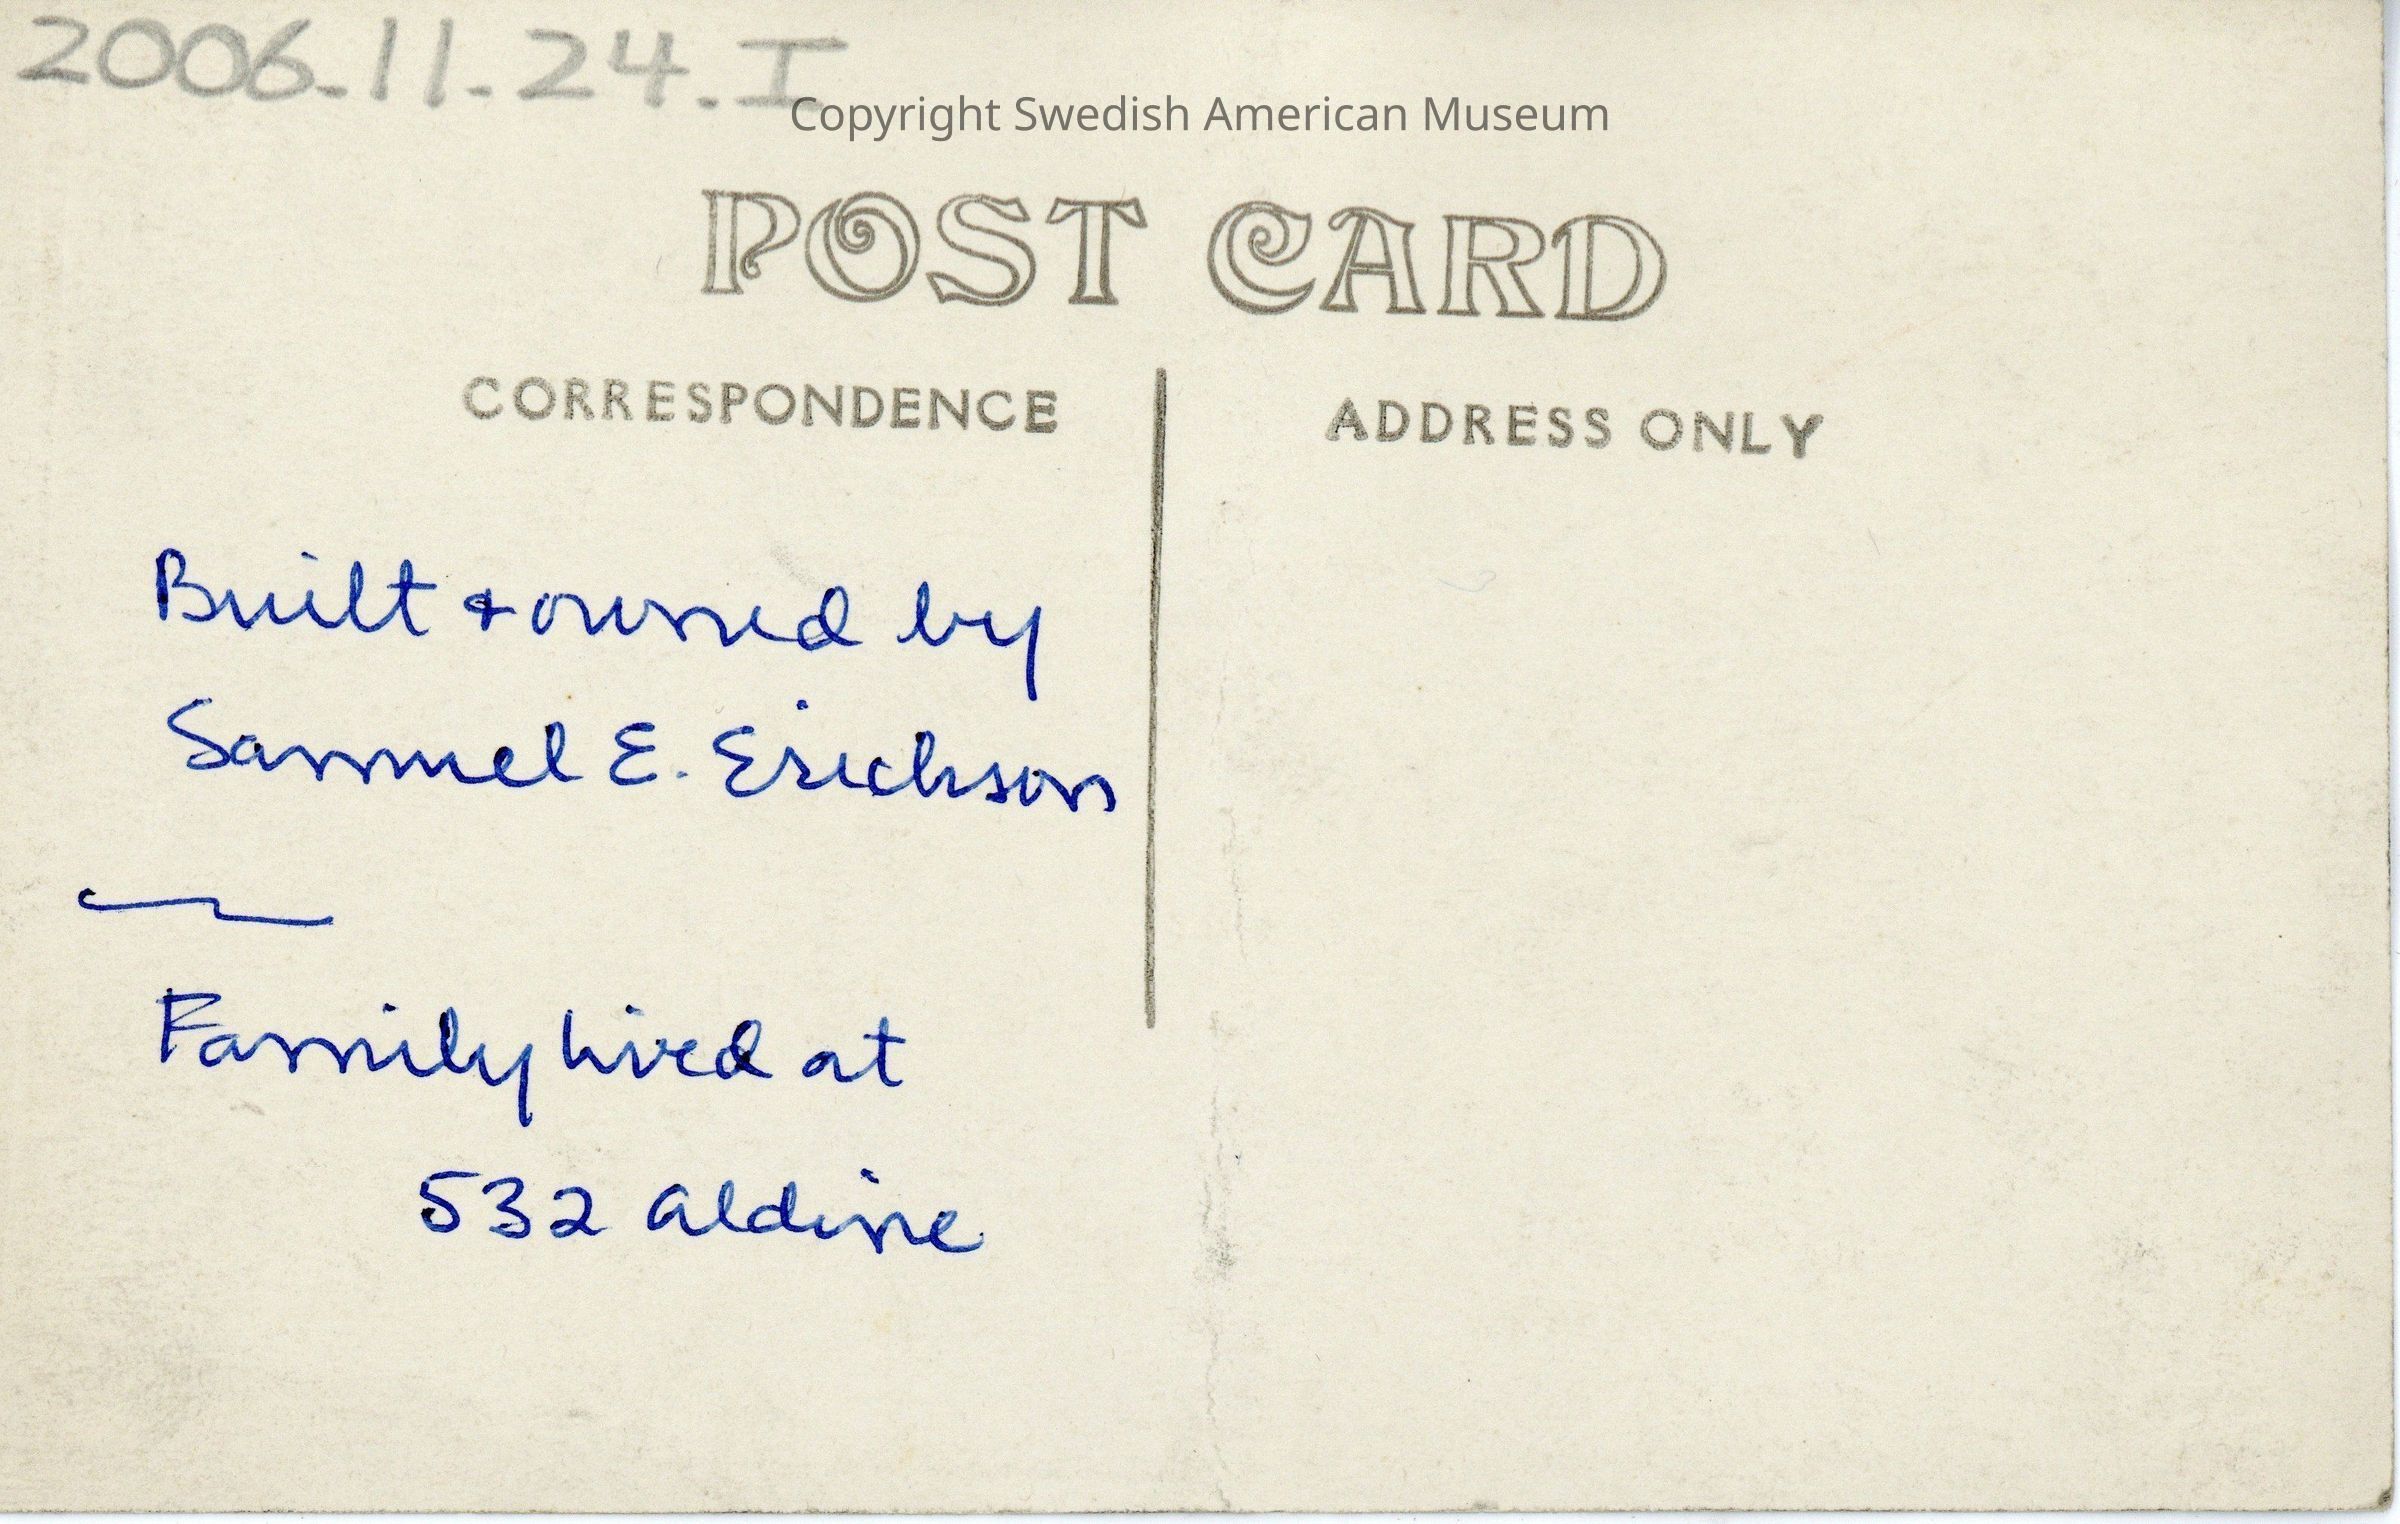 2006.11.24.I
Copyright Swedish American Museum
POST CARD
CORRESPONDENCE
ADDRESS ONLY
Built & owned by
Samuel E. Erickson
Family lived at
532 Aldine